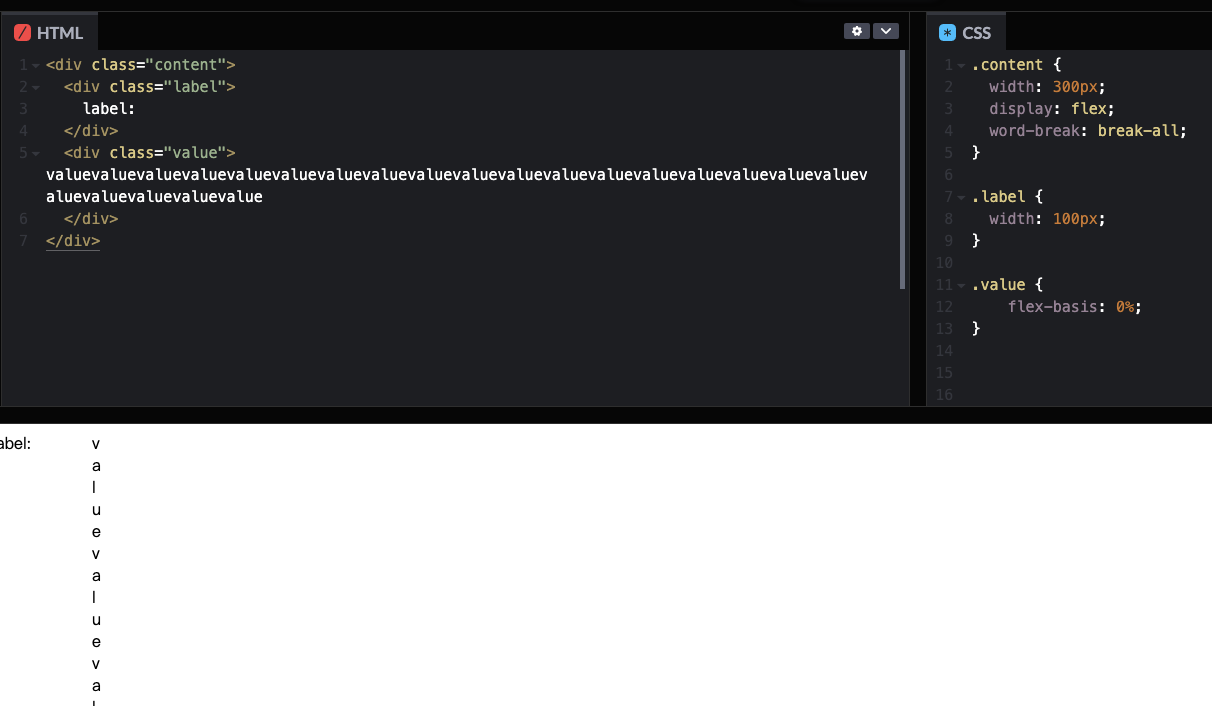 HTML
1 <div class="content">
2   <div class="label">
3     label:
4   </div>
5   <div class="value">
valuevaluevaluevaluevaluevaluevaluevaluevaluevaluevaluevaluevaluevaluevaluevaluevaluevaluev
aluevaluevaluevaluevalue
6   </div>
7 </div>
* CSS
1 .content {
2   width: 300px;
3   display: flex;
4   word-break: break-all;
5 }
6
7 .label {
8   width: 100px;
9 }
10
11 .value {
12     flex-basis: 0%;
13 }
14
15
16
abel:
v
a
l
u
e
v
a
l
u
e
v
a